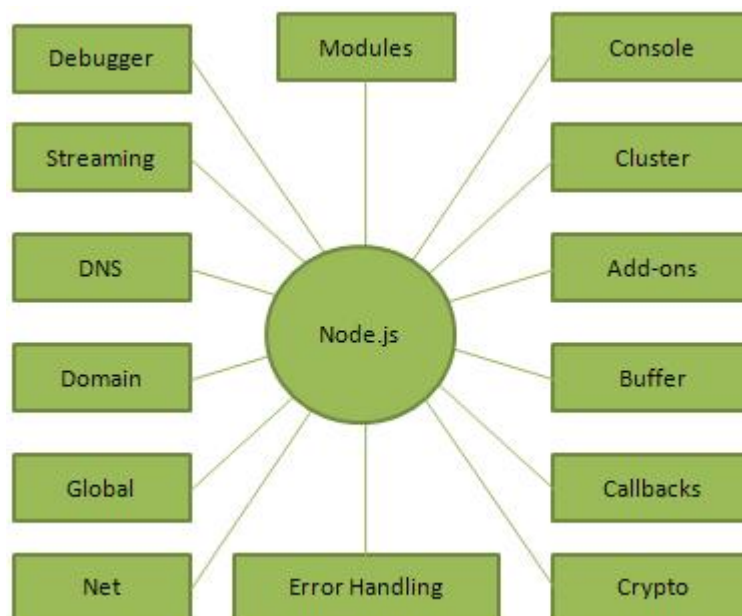 Debugger
Modules
Console
Streaming
Cluster
DNS
Add-ons
Node.js
Domain
Buffer
Global
Callbacks
Net
Error Handling
Crypto